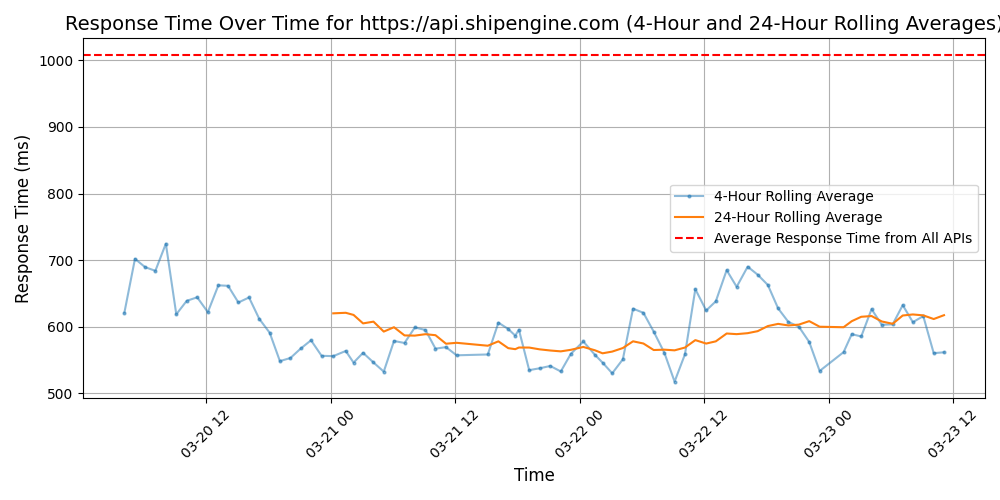 Response Time Over Time for https://api.shipengine.com (4-Hour and 24-Hour Rolling Averages)
Response Time (ms)
1000
900
800
700
600
500
4-Hour Rolling Average
24-Hour Rolling Average
Average Response Time from All APIs
03-20 12
03-21 00
03-21 12
03-22 00
03-22 12
03-23 00
03-23 12
Time